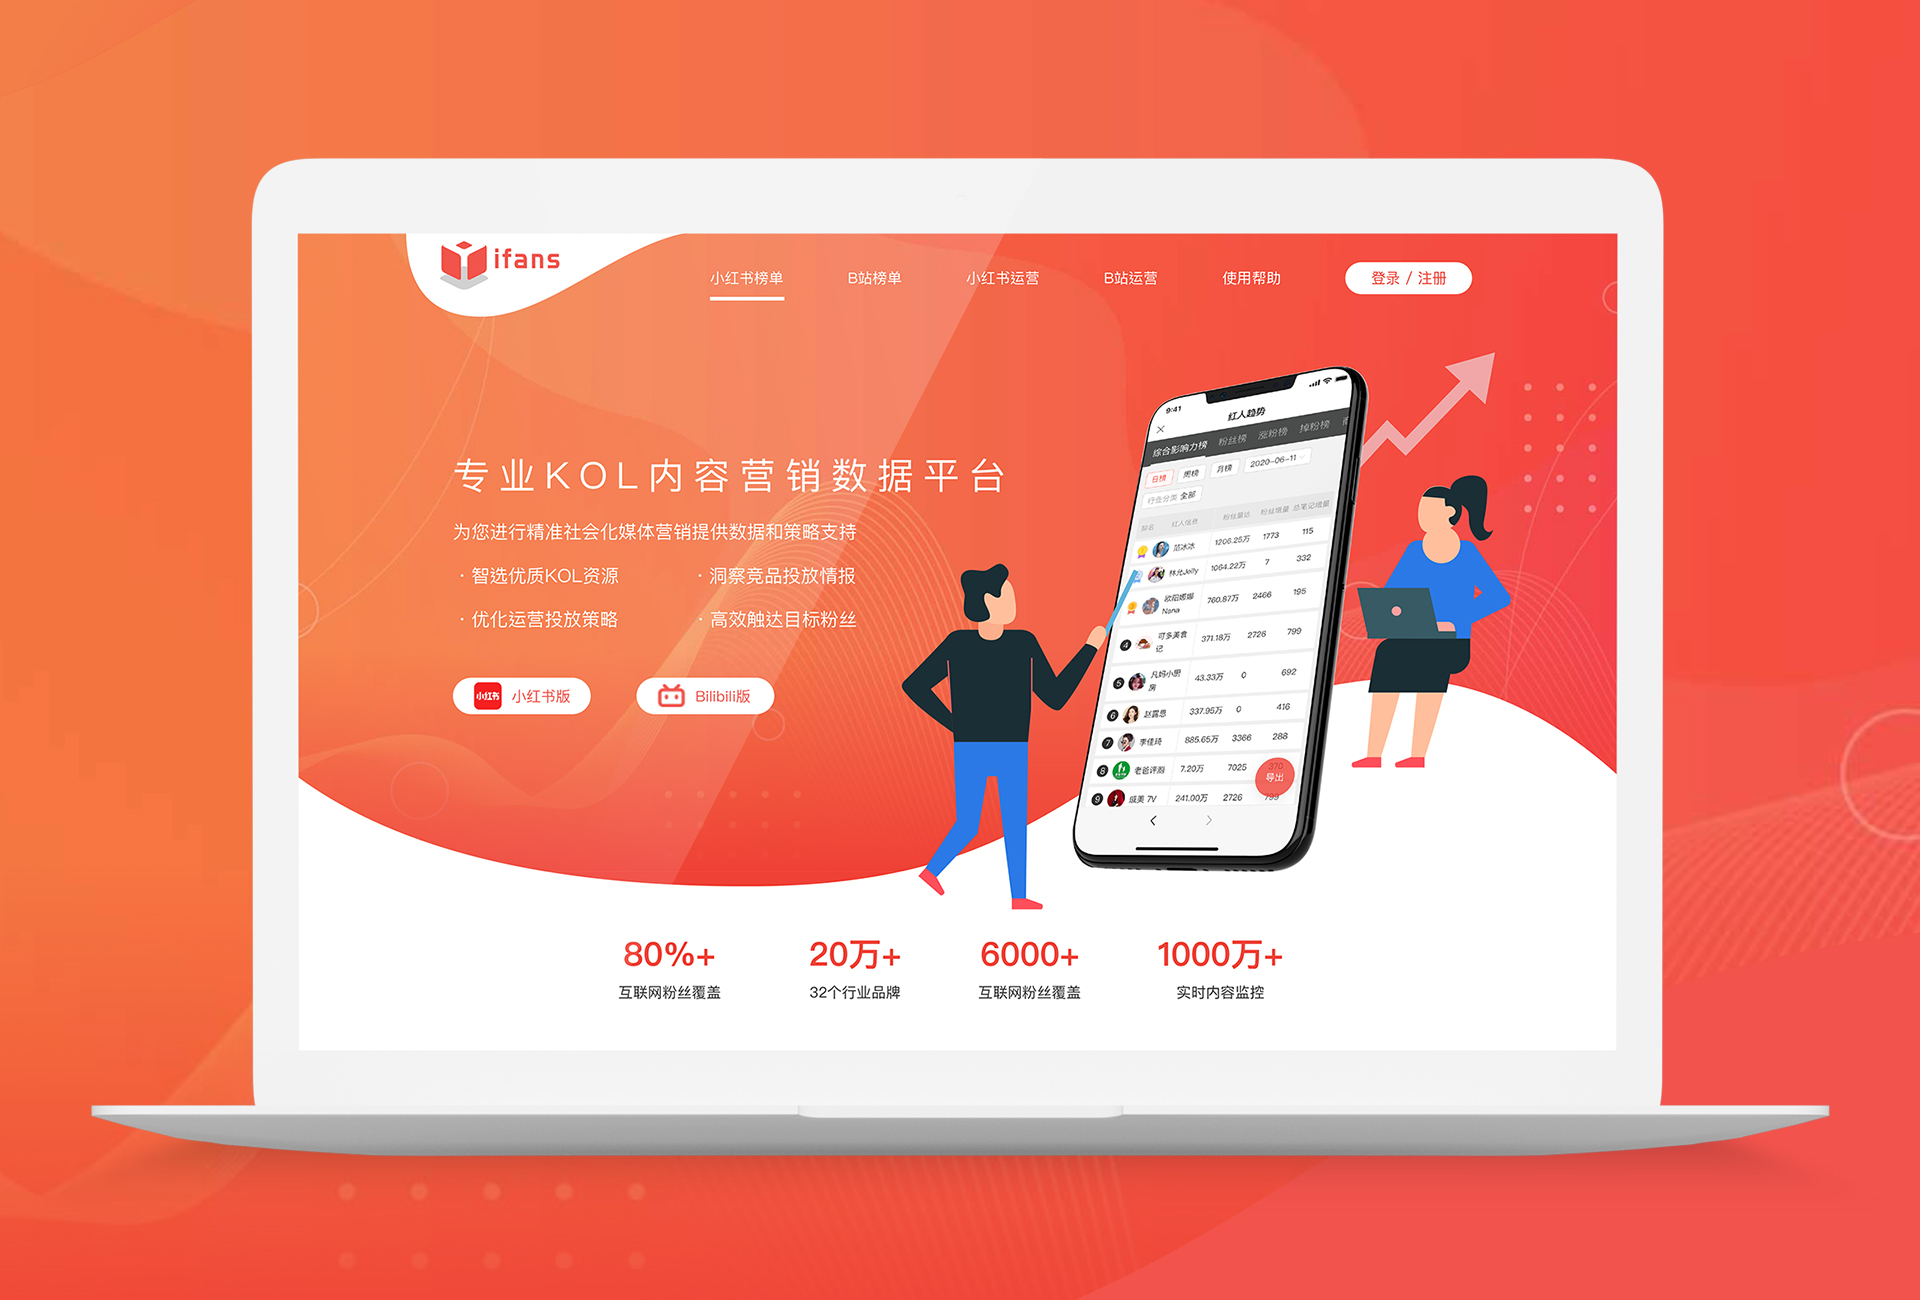 ifans
小红书榜单 B站榜单 小红书运营 B站运营 使用帮助 登录 / 注册
专业KOL内容营销数据平台
为您进行精准社会化媒体营销提供数据和策略支持
· 智选优质KOL资源 · 洞察竞品投放情报
· 优化运营投放策略 · 高效触达目标粉丝
小红书 小红书版 Bilibili版
9:41
红人趋势
综合影响力榜 粉丝榜 涨粉榜 掉粉榜
日榜 周榜 月榜 2020-06-11
行业分类 全部
排名 红人信息 粉丝量达 粉丝增量 总笔记增量
范冰冰 1206.25万 1773 115
林允Jelly 1064.22万 7 332
欧阳娜娜 Nana 760.87万 2466 195
4 可多美食记 371.18万 2726 799
5 凡妈小厨房 43.33万 0 692
6 赵露思 337.95万 0 416
7 李佳琦 885.65万 3366 288
8 老爸评测 7.20万 7025 370
9 戚美 7V 241.00万 2726 799
导出
80%+ 20万+ 6000+ 1000万+
互联网粉丝覆盖 32个行业品牌 互联网粉丝覆盖 实时内容监控